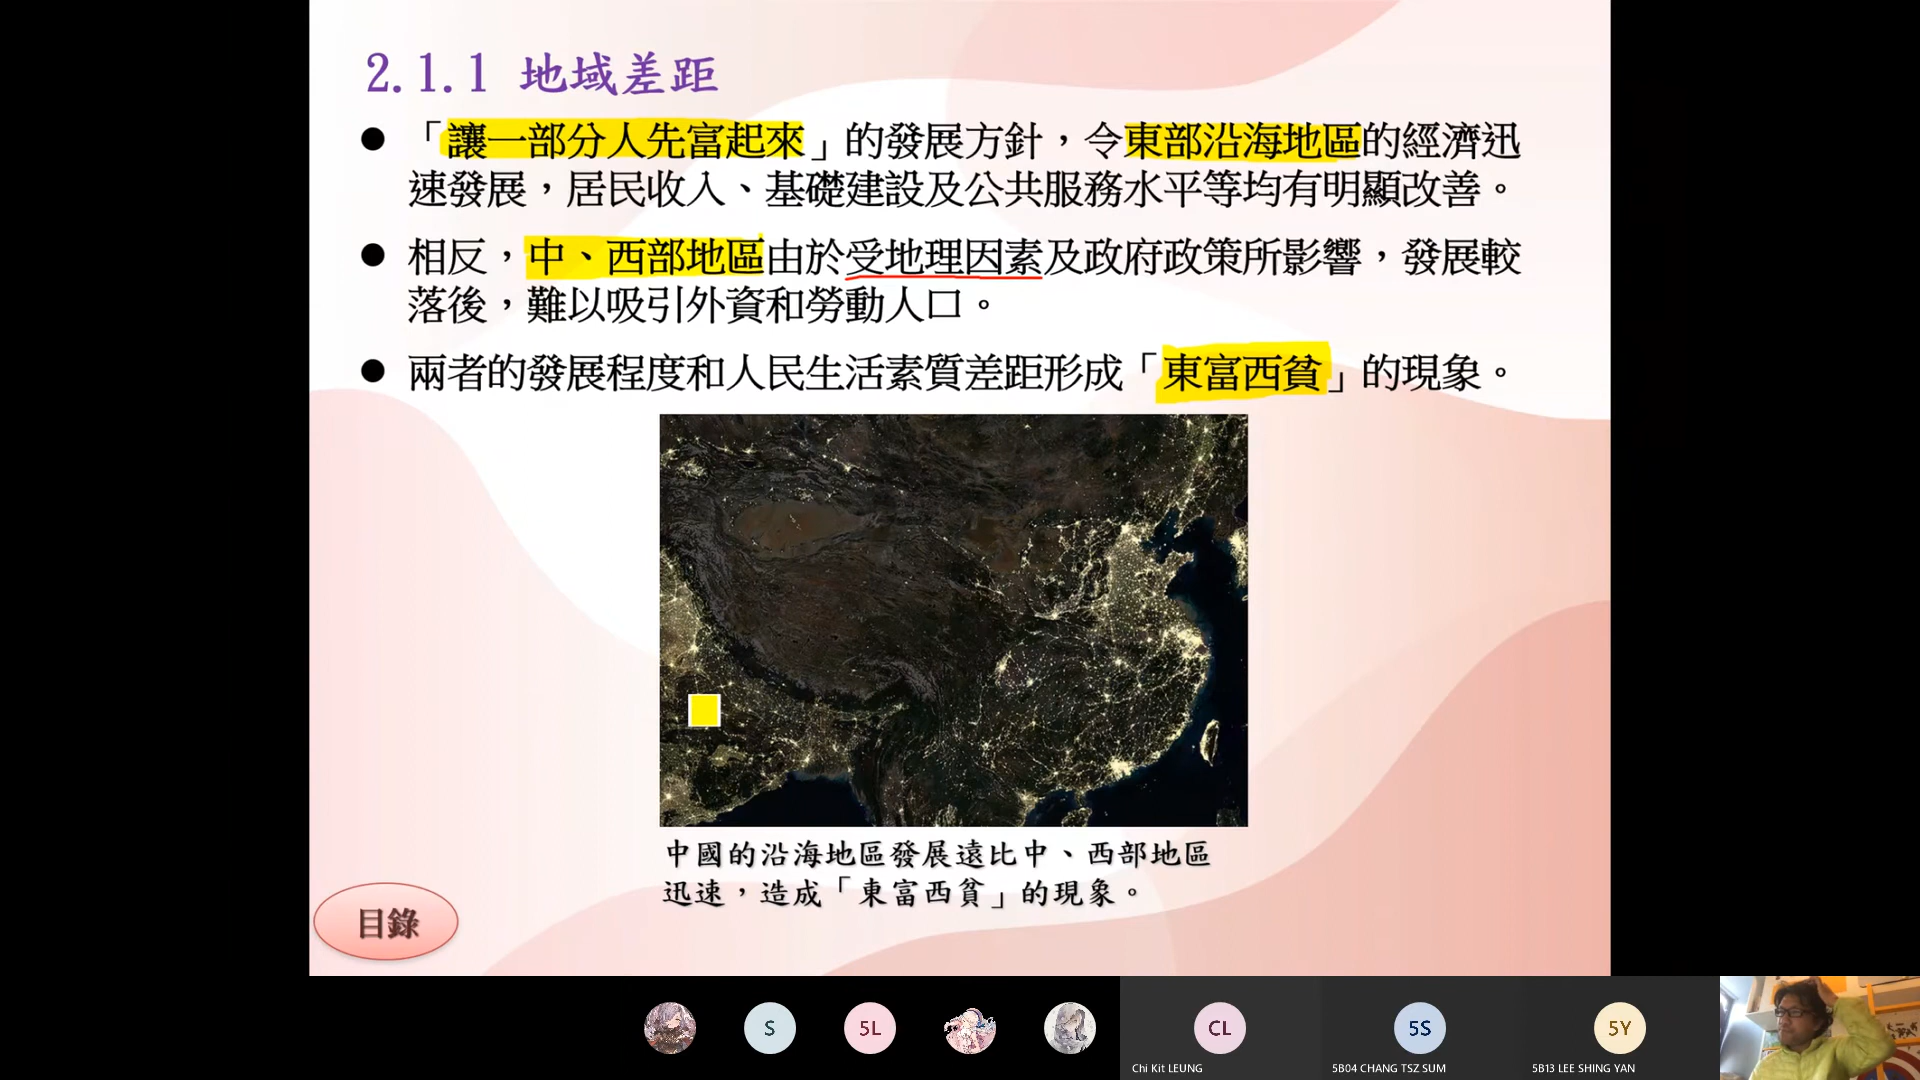 2.1.1 地域差距
● 「讓一部分人先富起來」的發展方針，令東部沿海地區的經濟迅
速發展，居民收入、基礎建設及公共服務水平等均有明顯改善。
● 相反，中、西部地區由於受地理因素及政府政策所影響，發展較
落後，難以吸引外資和勞動人口。
● 兩者的發展程度和人民生活素質差距形成「東富西貧」的現象。
中國的沿海地區發展遠比中、西部地區
迅速，造成「東富西貧」的現象。
目錄
S
5L
CL
5S
5Y
Chi Kit LEUNG
5B04 CHANG TSZ SUM
5B13 LEE SHING YAN